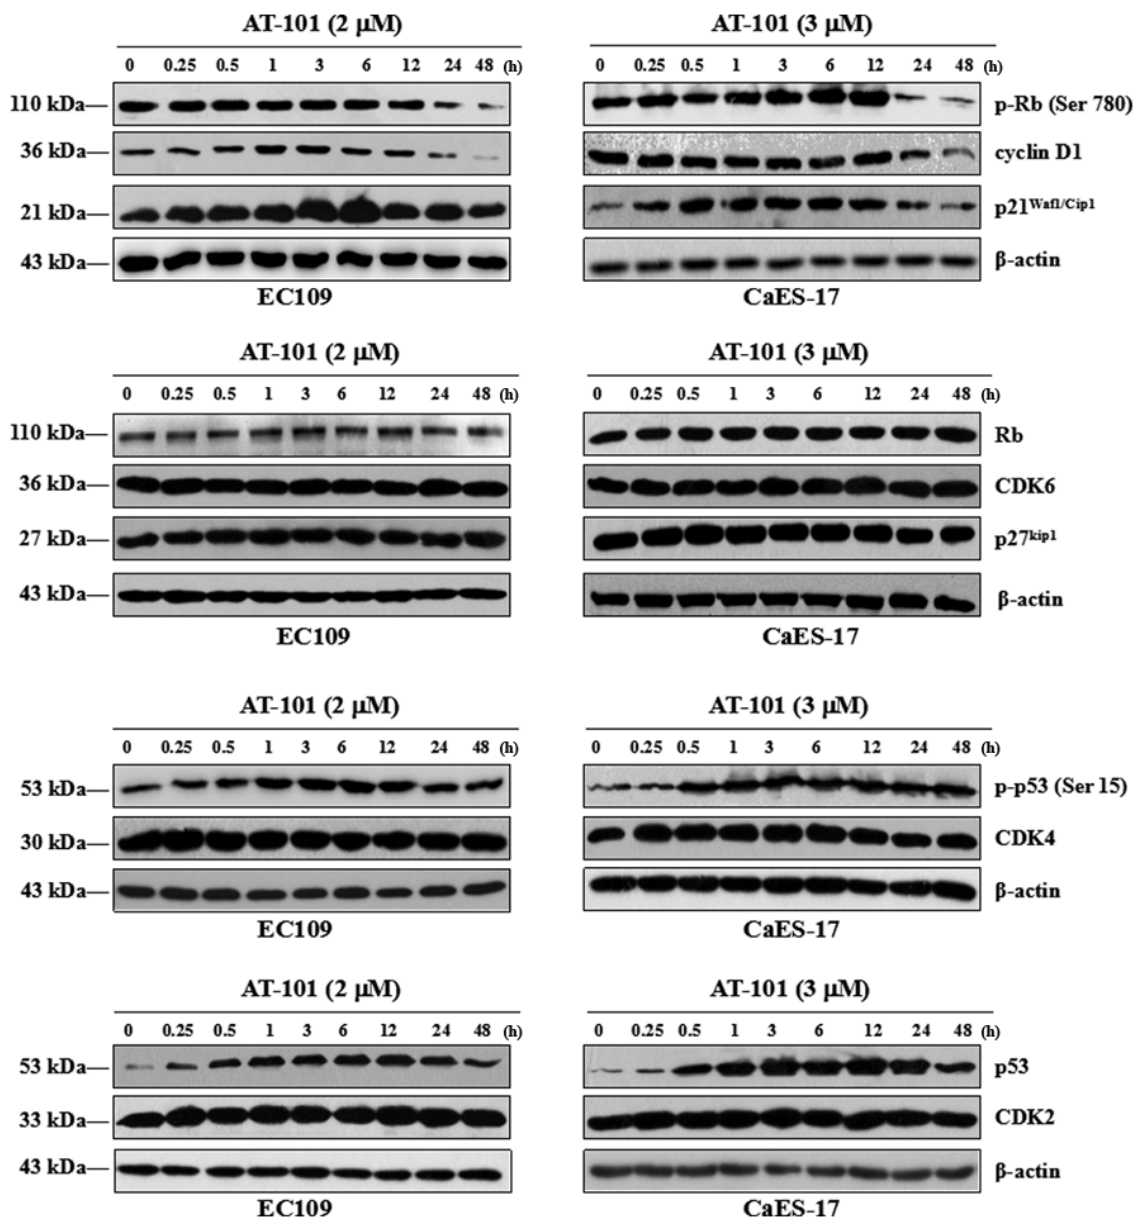 AT-101 (2 μM) AT-101 (3 μM)
0 0.25 0.5 1 3 6 12 24 48 (h) 0 0.25 0.5 1 3 6 12 24 48 (h)
110 kDa— p-Rb (Ser 780)
36 kDa— cyclin D1
21 kDa— p21Waf1/Cip1
43 kDa— β-actin
EC109 CaES-17
AT-101 (2 μM) AT-101 (3 μM)
0 0.25 0.5 1 3 6 12 24 48 (h) 0 0.25 0.5 1 3 6 12 24 48 (h)
110 kDa— Rb
36 kDa— CDK6
27 kDa— p27kip1
43 kDa— β-actin
EC109 CaES-17
AT-101 (2 μM) AT-101 (3 μM)
0 0.25 0.5 1 3 6 12 24 48 (h) 0 0.25 0.5 1 3 6 12 24 48 (h)
53 kDa— p-p53 (Ser 15)
30 kDa— CDK4
43 kDa— β-actin
EC109 CaES-17
AT-101 (2 μM) AT-101 (3 μM)
0 0.25 0.5 1 3 6 12 24 48 (h) 0 0.25 0.5 1 3 6 12 24 48 (h)
53 kDa— p53
33 kDa— CDK2
43 kDa— β-actin
EC109 CaES-17